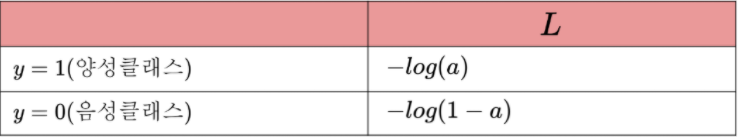 L
y = 1(양성클래스) −log(a)
y = 0(음성클래스) −log(1 − a)